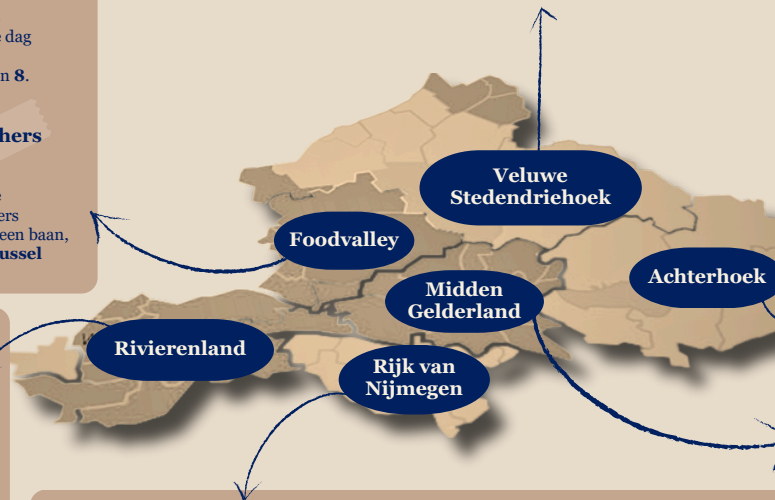 dag
n 8.
hers
ers
een baan,
ussel
Veluwe
Stedendriehoek
Foodvalley
Achterhoek
Midden
Gelderland
Rivierenland
Rijk van
Nijmegen